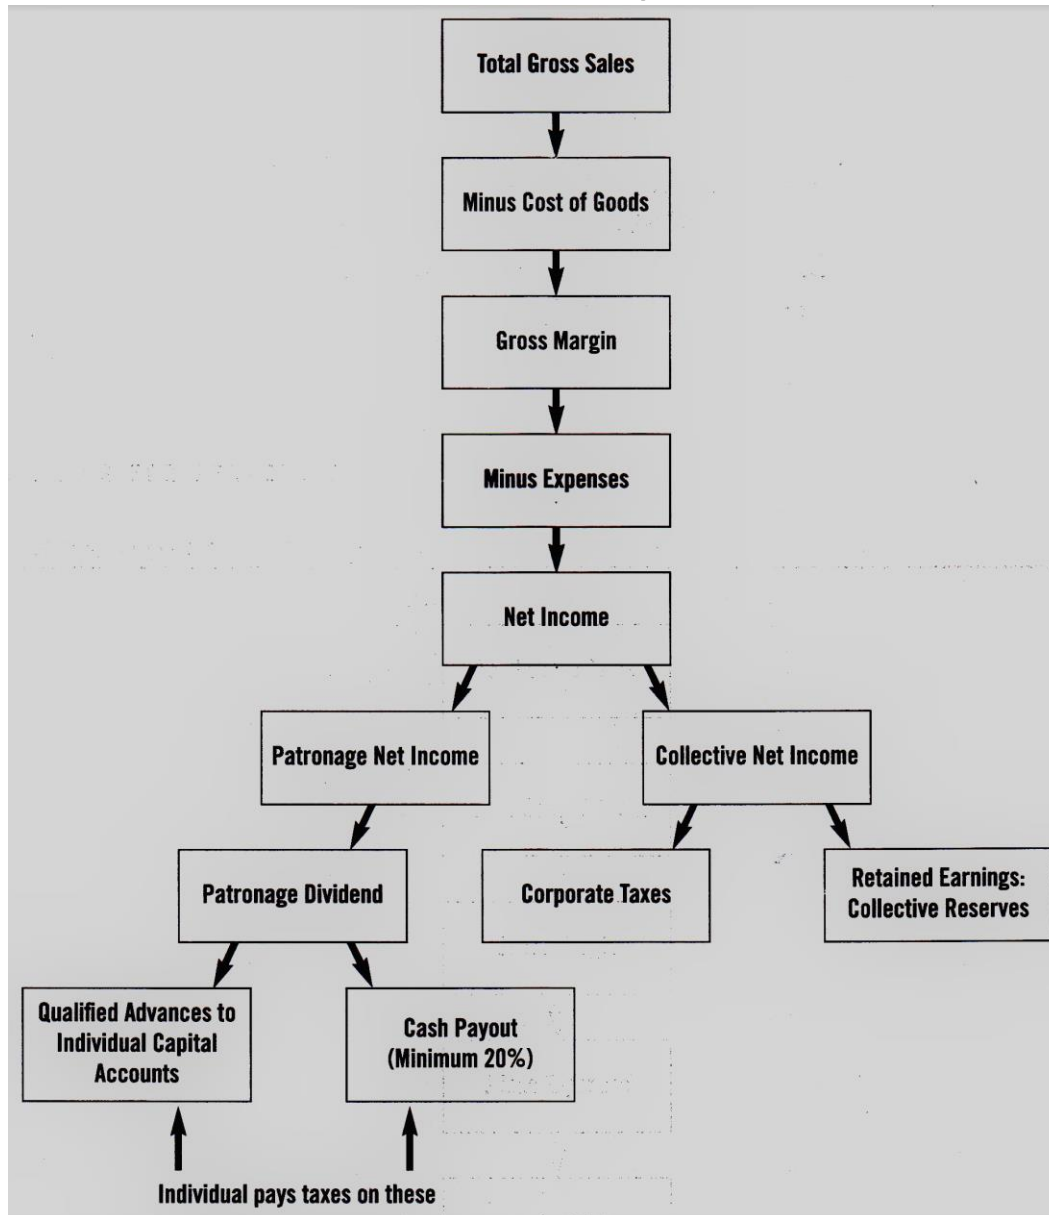 Total Gross Sales
Minus Cost of Goods
Gross Margin
Minus Expenses
Net Income
Patronage Net Income
Collective Net Income
Patronage Dividend
Corporate Taxes
Retained Earnings:
Collective Reserves
Qualified Advances to
Individual Capital
Accounts
Cash Payout
(Minimum 20%)
Individual pays taxes on these